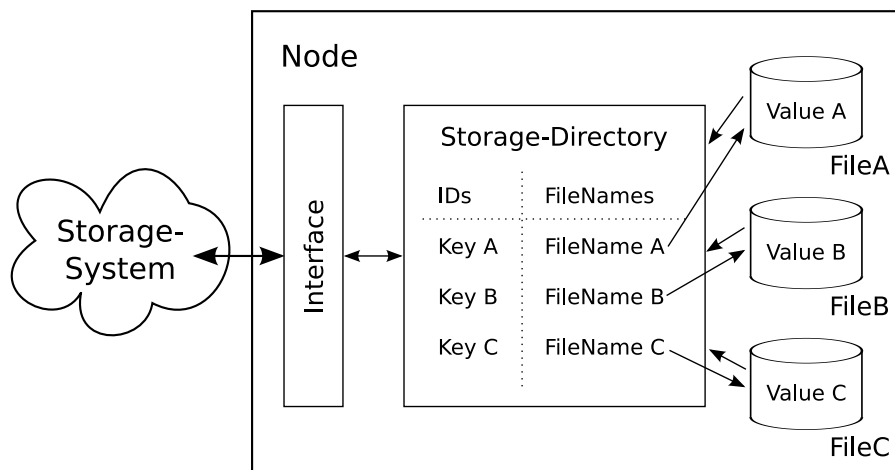 Node
Storage-
System
Interface
Storage-Directory
IDs FileNames
Key A FileName A
Key B FileName B
Key C FileName C
Value A
FileA
Value B
FileB
Value C
FileC